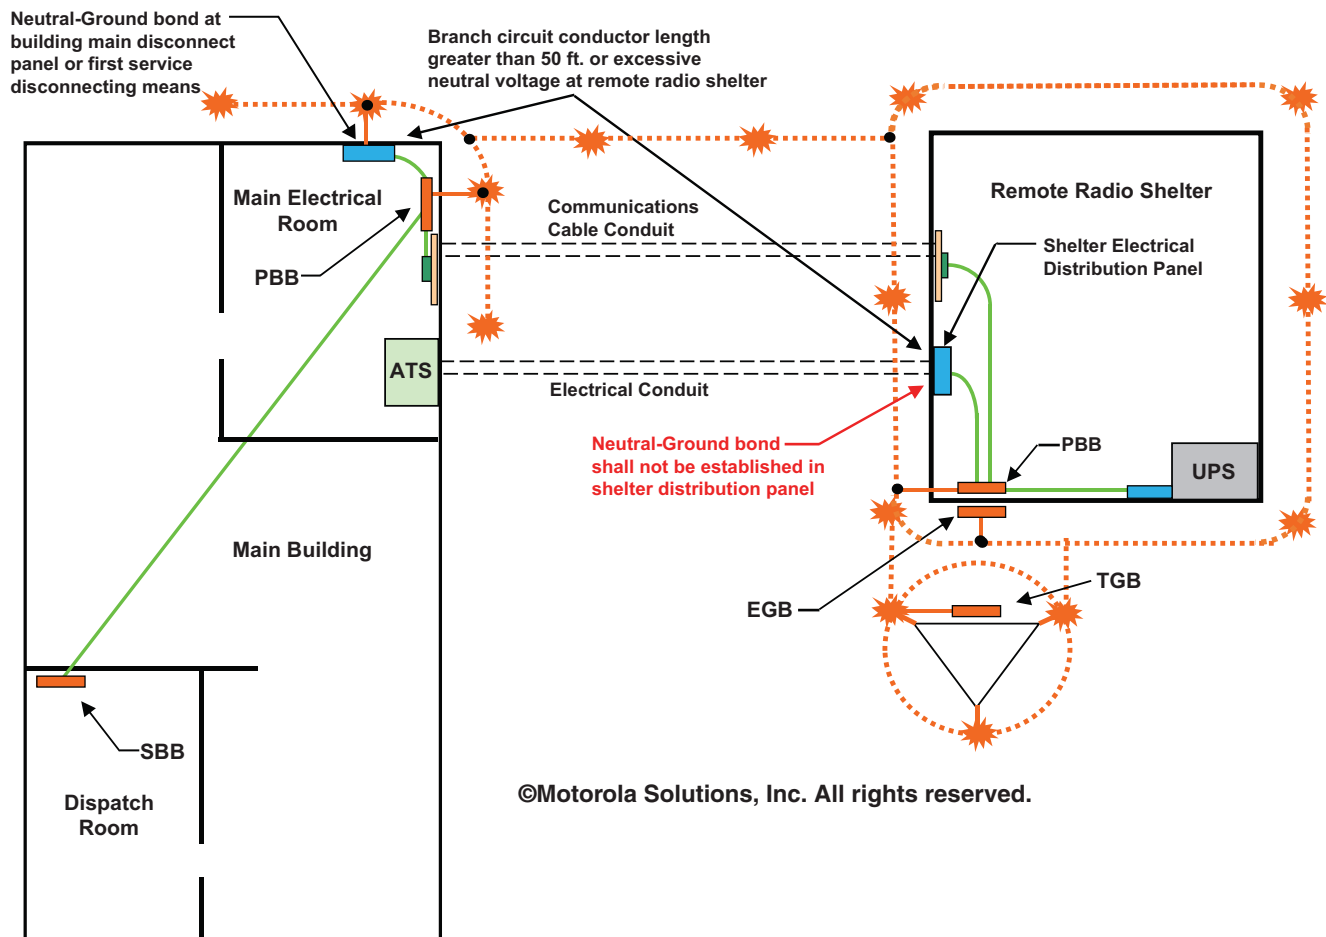 Neutral-Ground bond at
building main disconnect
panel or first service
disconnecting means
Branch circuit conductor length
greater than 50 ft. or excessive
neutral voltage at remote radio shelter
Main Electrical
Room
PBB
Communications
Cable Conduit
Remote Radio Shelter
Shelter Electrical
Distribution Panel
ATS
Electrical Conduit
Neutral-Ground bond
shall not be established in
shelter distribution panel
PBB
UPS
Main Building
EGB
TGB
SBB
Dispatch
Room
©Motorola Solutions, Inc. All rights reserved.